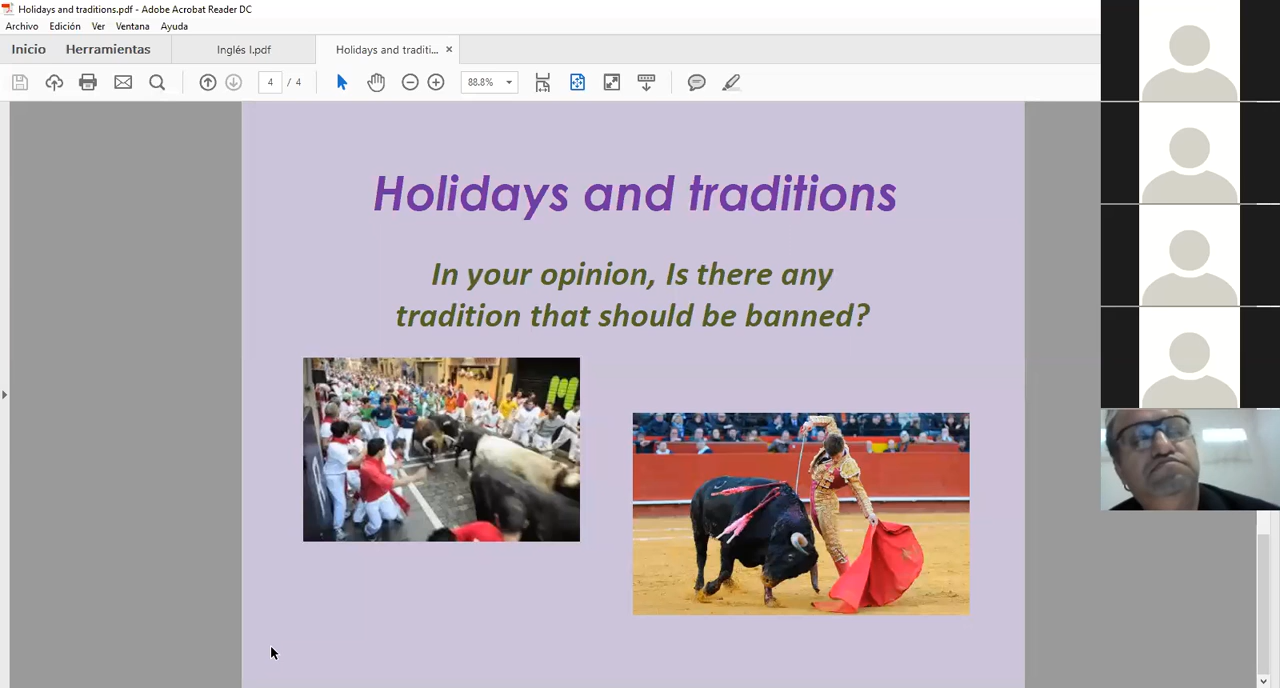 Holidays and traditions.pdf - Adobe Acrobat Reader DC
Archivo Edición Ver Ventana Ayuda
Inicio Herramientas Inglés I.pdf Holidays and traditi... ×
4 / 4 88.8%
Holidays and traditions
In your opinion, Is there any
tradition that should be banned?